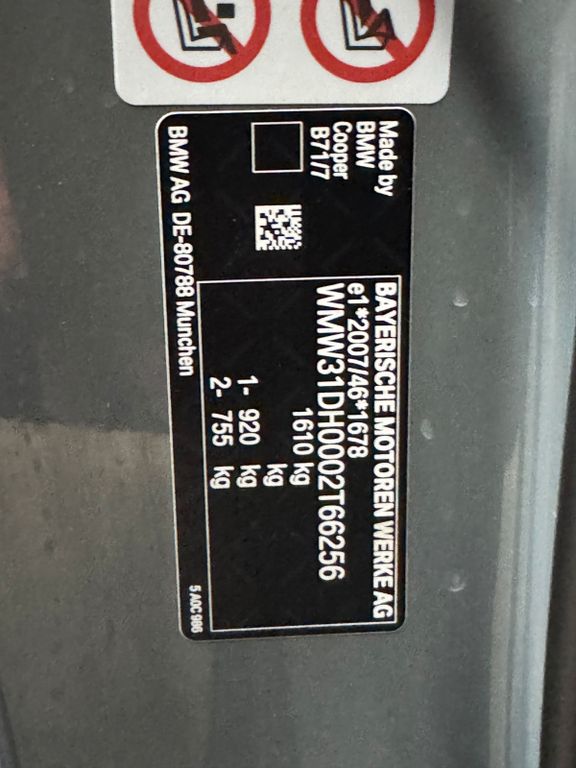 BAYERISCHE MOTOREN WERKE AG
e1*2007/46*1678
WMW31DH0002T66256
1610 kg
kg
1- 920 kg
2- 755 kg
Made by
BMW
Cooper
B71/7
BMW AG DE-80788 Munchen
5 A0C 986